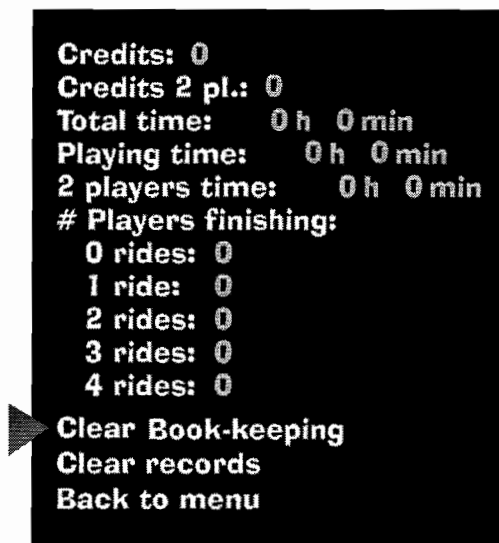 Credits: 0
Credits 2 pl.: 0
Total time: 0 h 0 min
Playing time: 0 h 0 min
2 players time: 0 h 0 min
# Players finishing:
0 rides: 0
1 ride: 0
2 rides: 0
3 rides: 0
4 rides: 0
Clear Book-keeping
Clear records
Back to menu